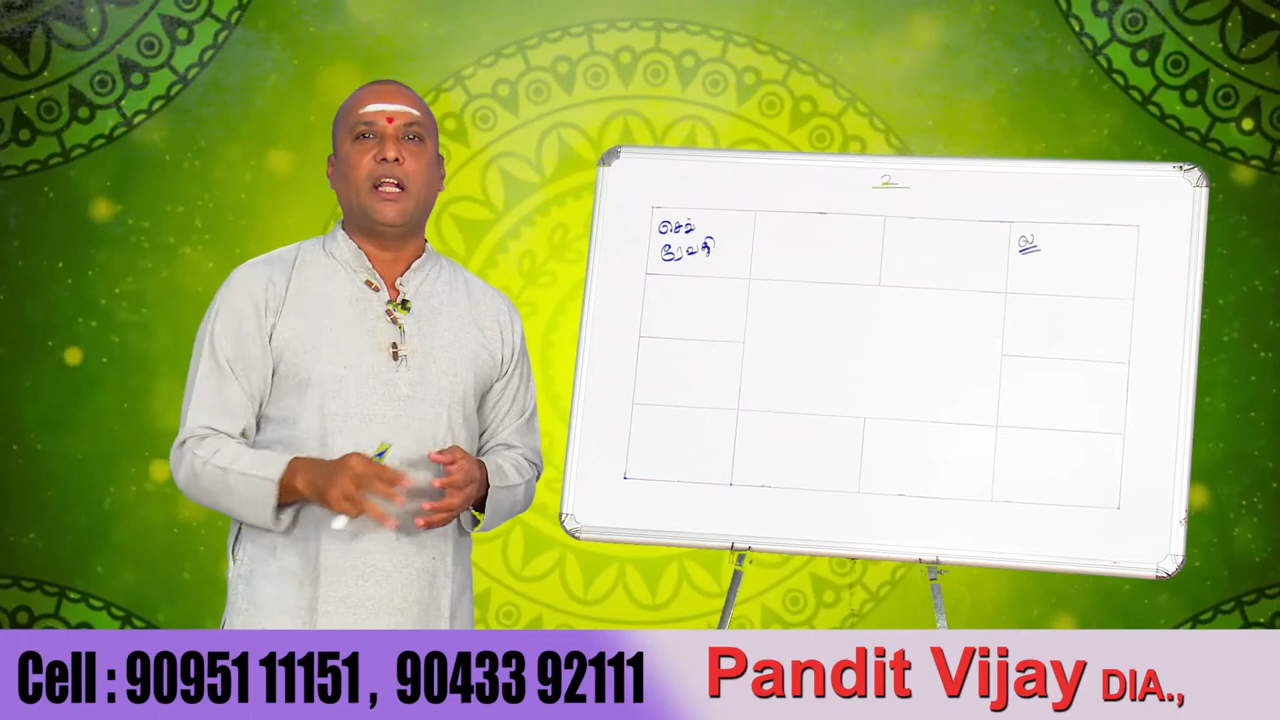 உ
செவ்
ரேவதி
ல
Cell : 90951 11151 , 90433 92111
Pandit Vijay DIA.,